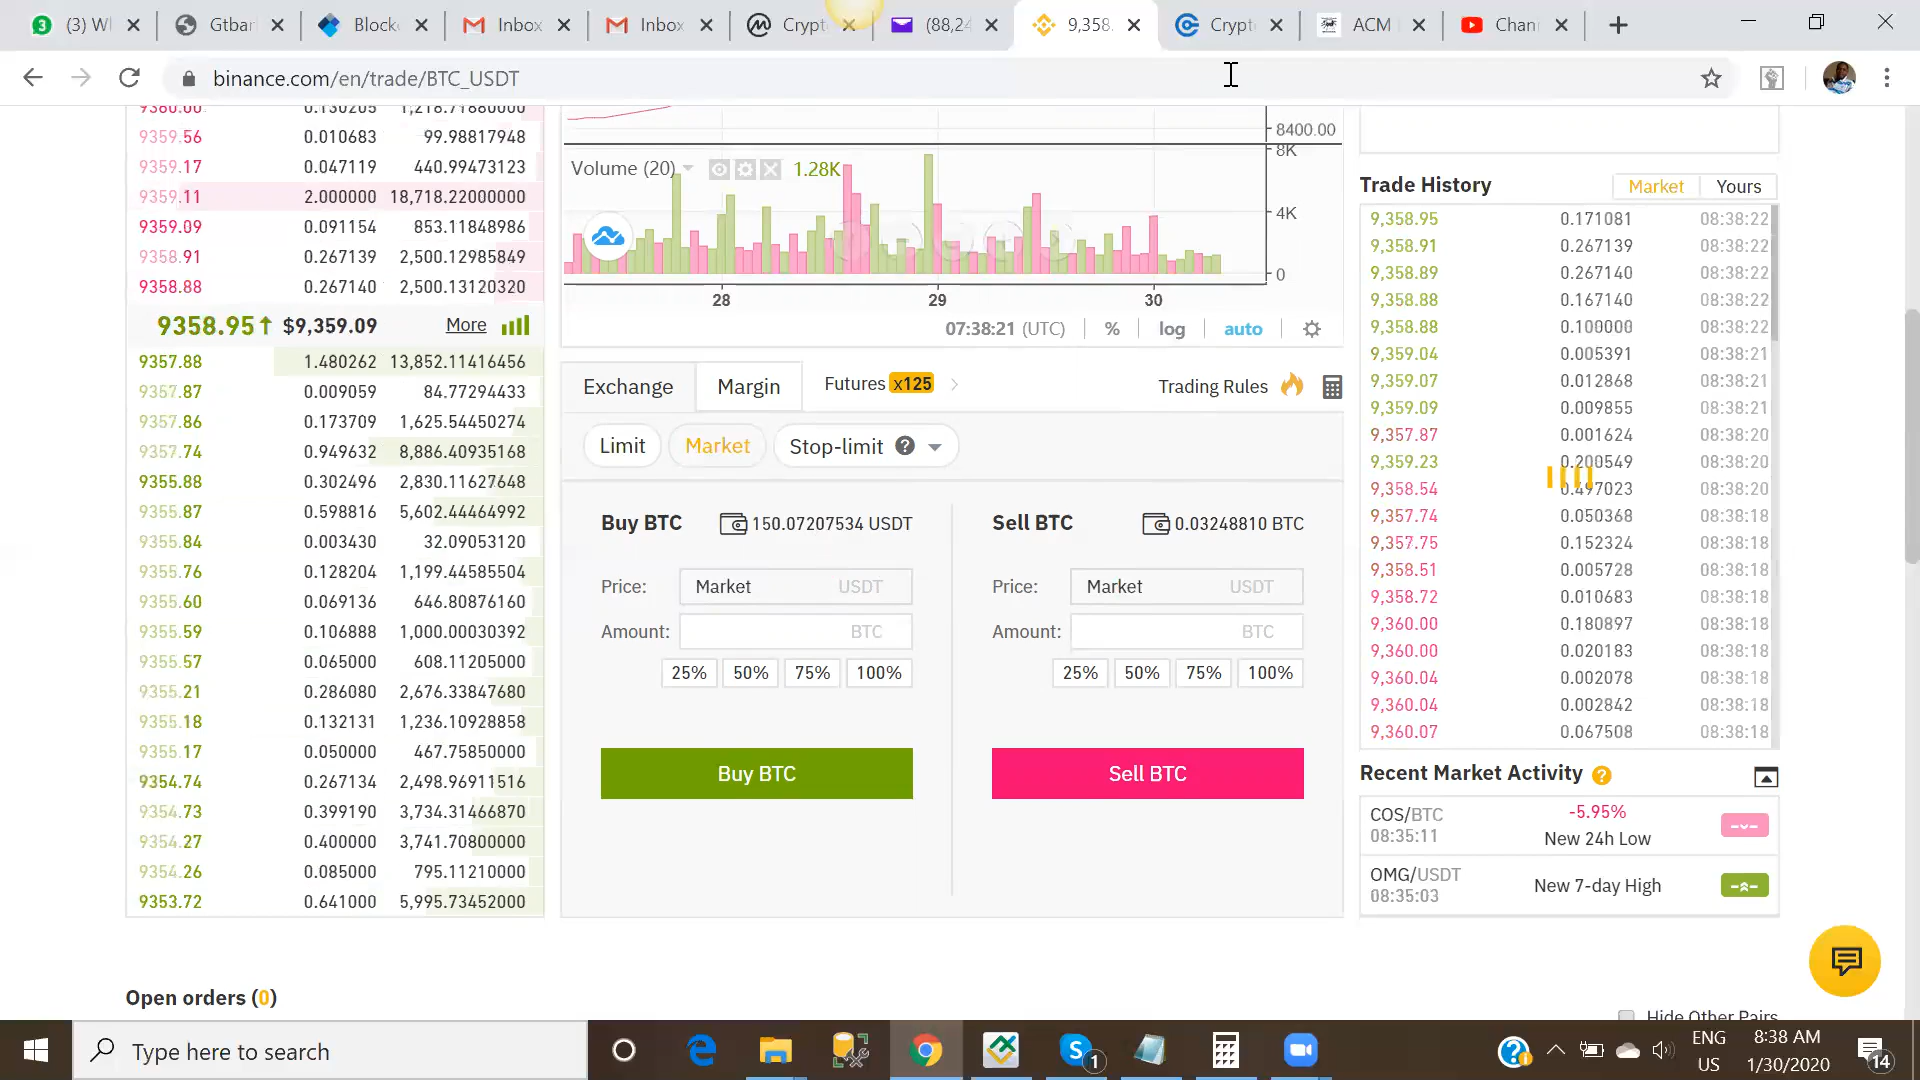 (3) W
Gtbar
Block
Inbox
Inbox
Crypt
(88,24
9,358.
Crypt
ACM
Chan
binance.com/en/trade/BTC_USDT
9360.00 0.130205 1,218.71880000
9359.56 0.010683 99.98817948
9359.17 0.047119 440.99473123
9359.11 2.000000 18,718.22000000
9359.09 0.091154 853.11848986
9358.91 0.267139 2,500.12985849
9358.88 0.267140 2,500.13120320
9358.95↑ $9,359.09 More
9357.88 1.480262 13,852.11416456
9357.87 0.009059 84.77294433
9357.86 0.173709 1,625.54450274
9357.74 0.949632 8,886.40935168
9355.88 0.302496 2,830.11627648
9355.87 0.598816 5,602.44464992
9355.84 0.003430 32.09053120
9355.76 0.128204 1,199.44585504
9355.60 0.069136 646.80876160
9355.59 0.106888 1,000.00030392
9355.57 0.065000 608.11205000
9355.21 0.286080 2,676.33847680
9355.18 0.132131 1,236.10928858
9355.17 0.050000 467.75850000
9354.74 0.267134 2,498.96911516
9354.73 0.399190 3,734.31466870
9354.27 0.400000 3,741.70800000
9354.26 0.085000 795.11210000
9353.72 0.641000 5,995.73452000
8400.00
8K
Volume (20) 1.28K
4K
0
28 29 30
07:38:21 (UTC) % log auto
Exchange Margin Futures x125 Trading Rules
Limit Market Stop-limit ?
Buy BTC 150.07207534 USDT
Price: Market USDT
Amount: BTC
25% 50% 75% 100%
Buy BTC
Sell BTC 0.03248810 BTC
Price: Market USDT
Amount: BTC
25% 50% 75% 100%
Sell BTC
Trade History Market Yours
9,358.95 0.171081 08:38:22
9,358.91 0.267139 08:38:22
9,358.89 0.267140 08:38:22
9,358.88 0.167140 08:38:22
9,358.88 0.100000 08:38:22
9,359.04 0.005391 08:38:21
9,359.07 0.012868 08:38:21
9,359.09 0.009855 08:38:21
9,357.87 0.001624 08:38:20
9,359.23 0.200549 08:38:20
9,358.54 0.497023 08:38:20
9,357.74 0.050368 08:38:18
9,357.75 0.152324 08:38:18
9,358.51 0.005728 08:38:18
9,358.72 0.010683 08:38:18
9,360.00 0.180897 08:38:18
9,360.00 0.020183 08:38:18
9,360.04 0.002078 08:38:18
9,360.04 0.002842 08:38:18
9,360.07 0.067508 08:38:18
Recent Market Activity ?
COS/BTC -5.95%
08:35:11 New 24h Low
OMG/USDT New 7-day High
08:35:03
Open orders (0)
Hide Other Pairs
Type here to search
1
ENG
US
8:38 AM
1/30/2020
14